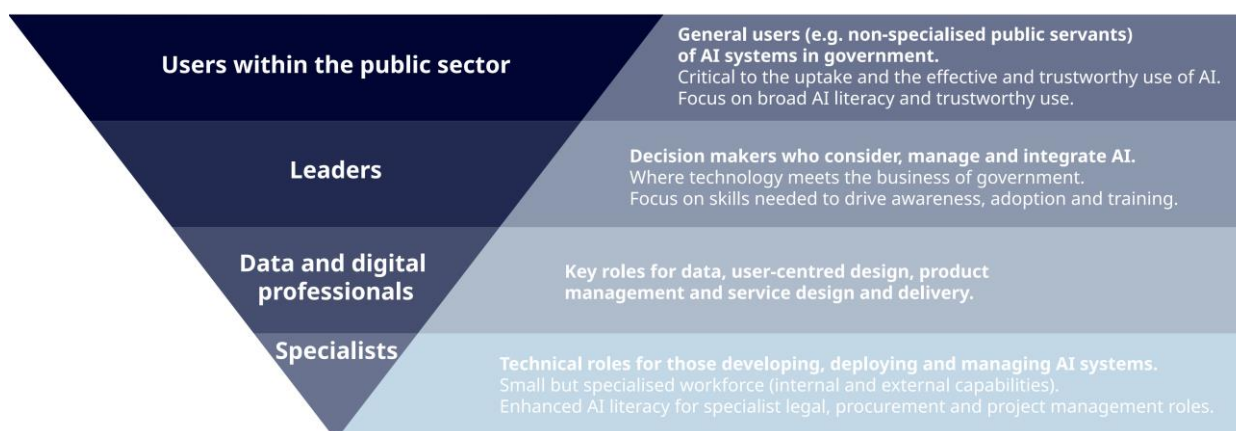 Users within the public sector
General users (e.g. non-specialised public servants)
of AI systems in government.
Critical to the uptake and the effective and trustworthy use of AI.
Focus on broad AI literacy and trustworthy use.
Leaders
Decision makers who consider, manage and integrate AI.
Where technology meets the business of government.
Focus on skills needed to drive awareness, adoption and training.
Data and digital
professionals
Key roles for data, user-centred design, product
management and service design and delivery.
Specialists
Technical roles for those developing, deploying and managing AI systems.
Small but specialised workforce (internal and external capabilities).
Enhanced AI literacy for specialist legal, procurement and project management roles.